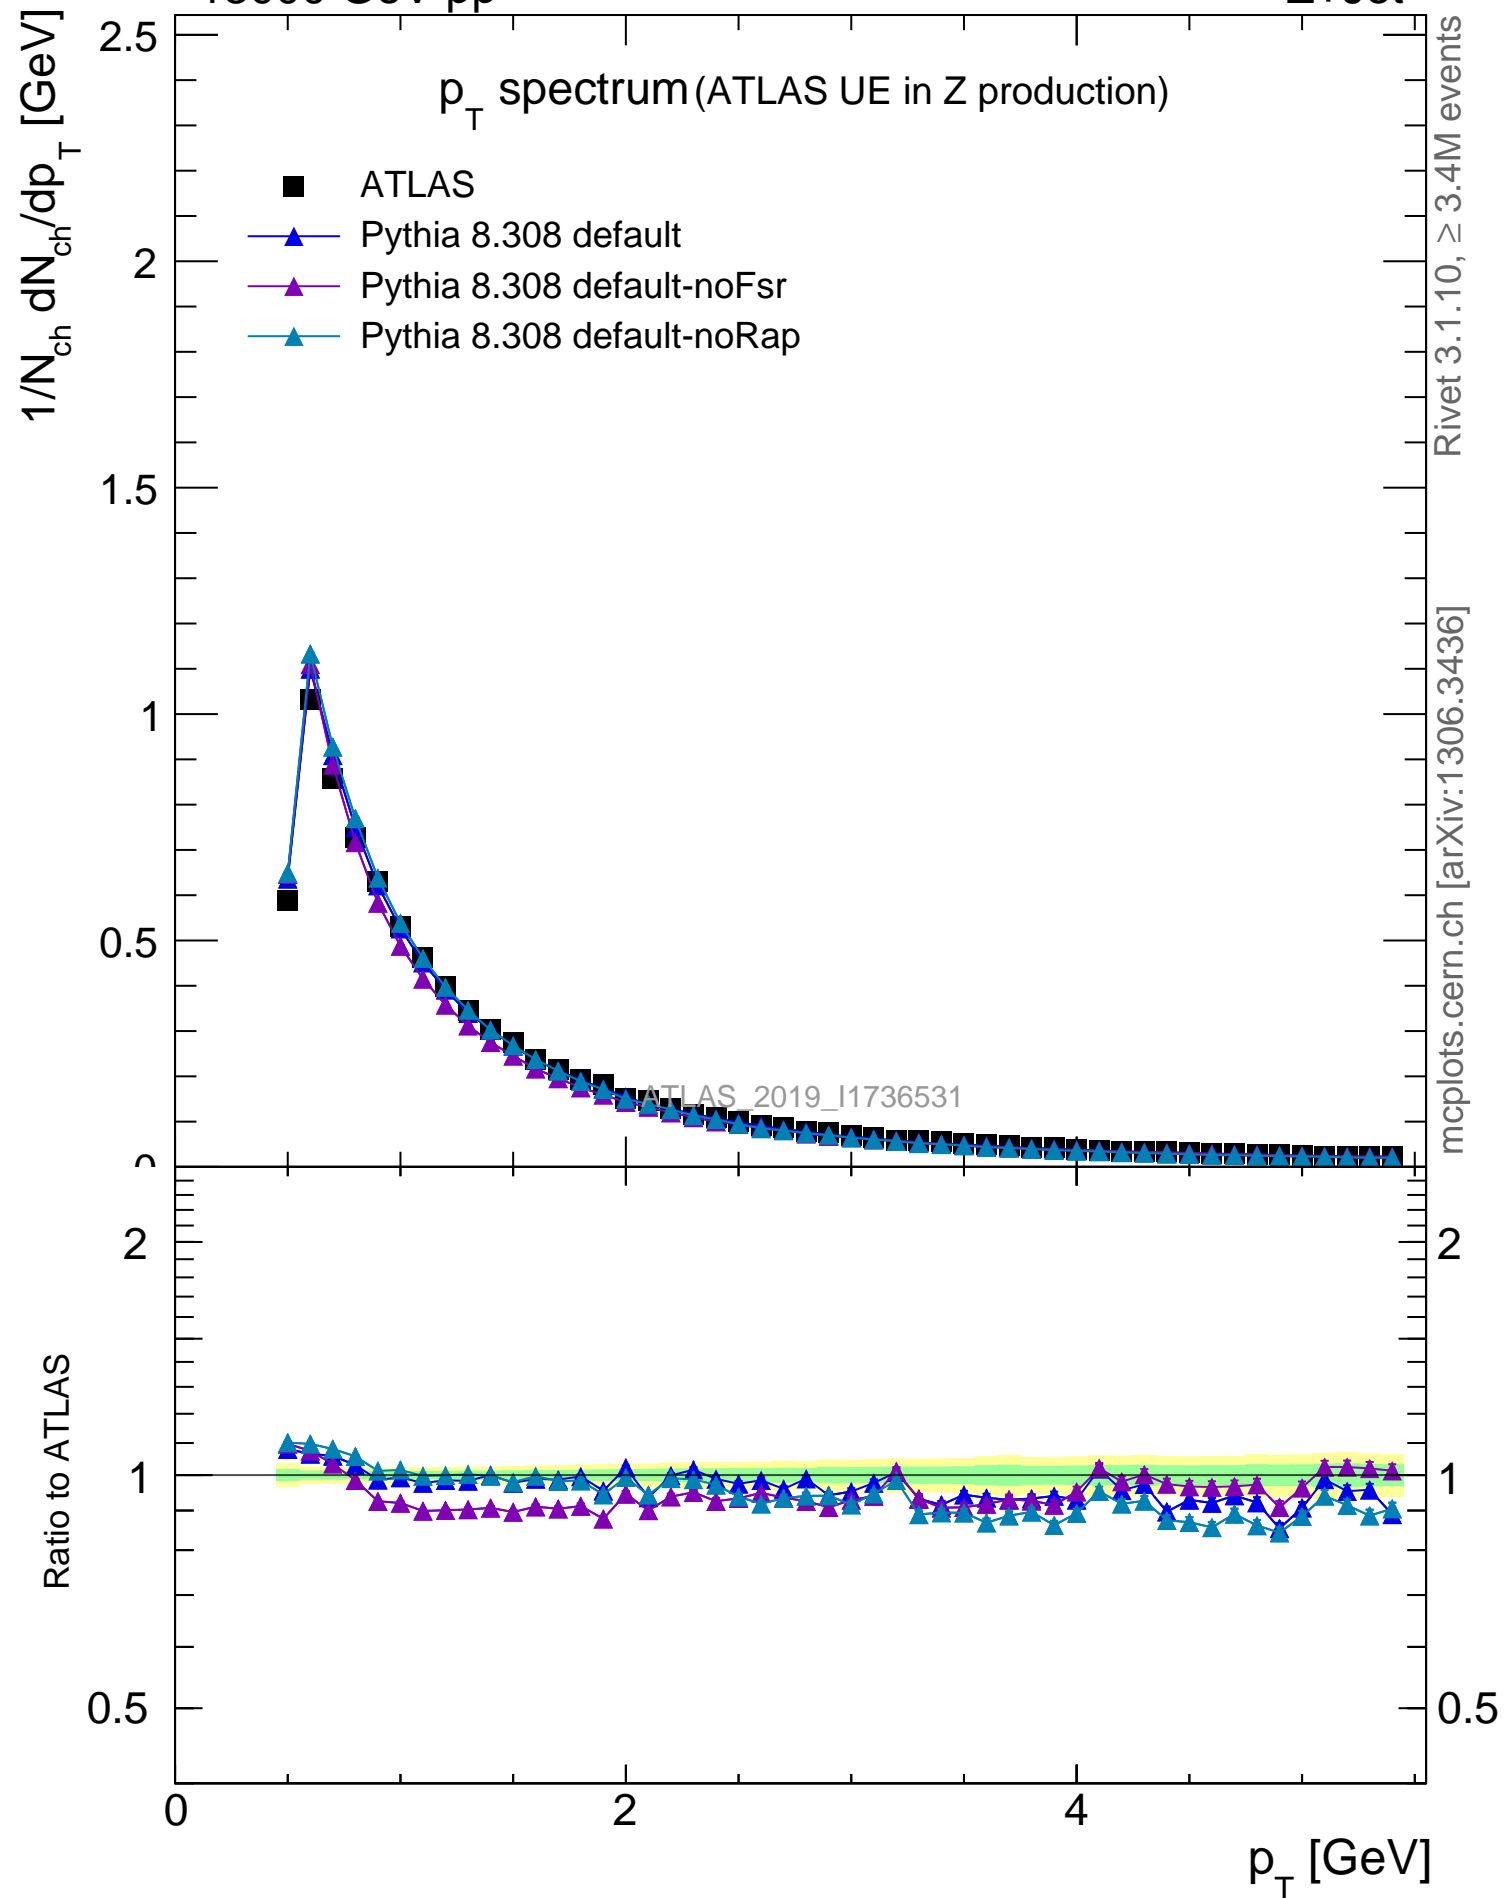 1/N_ch dN_ch/dp_T [GeV]
p_T spectrum (ATLAS UE in Z production)
ATLAS
Pythia 8.308 default
Pythia 8.308 default-noFsr
Pythia 8.308 default-noRap
2.5
2
1.5
1
0.5
0
ATLAS_2019_I1736531
Rivet 3.1.10, ≥ 3.4M events
mcplots.cern.ch [arXiv:1306.3436]
Ratio to ATLAS
2
1
0.5
2
1
0.5
0
2
4
p_T [GeV]